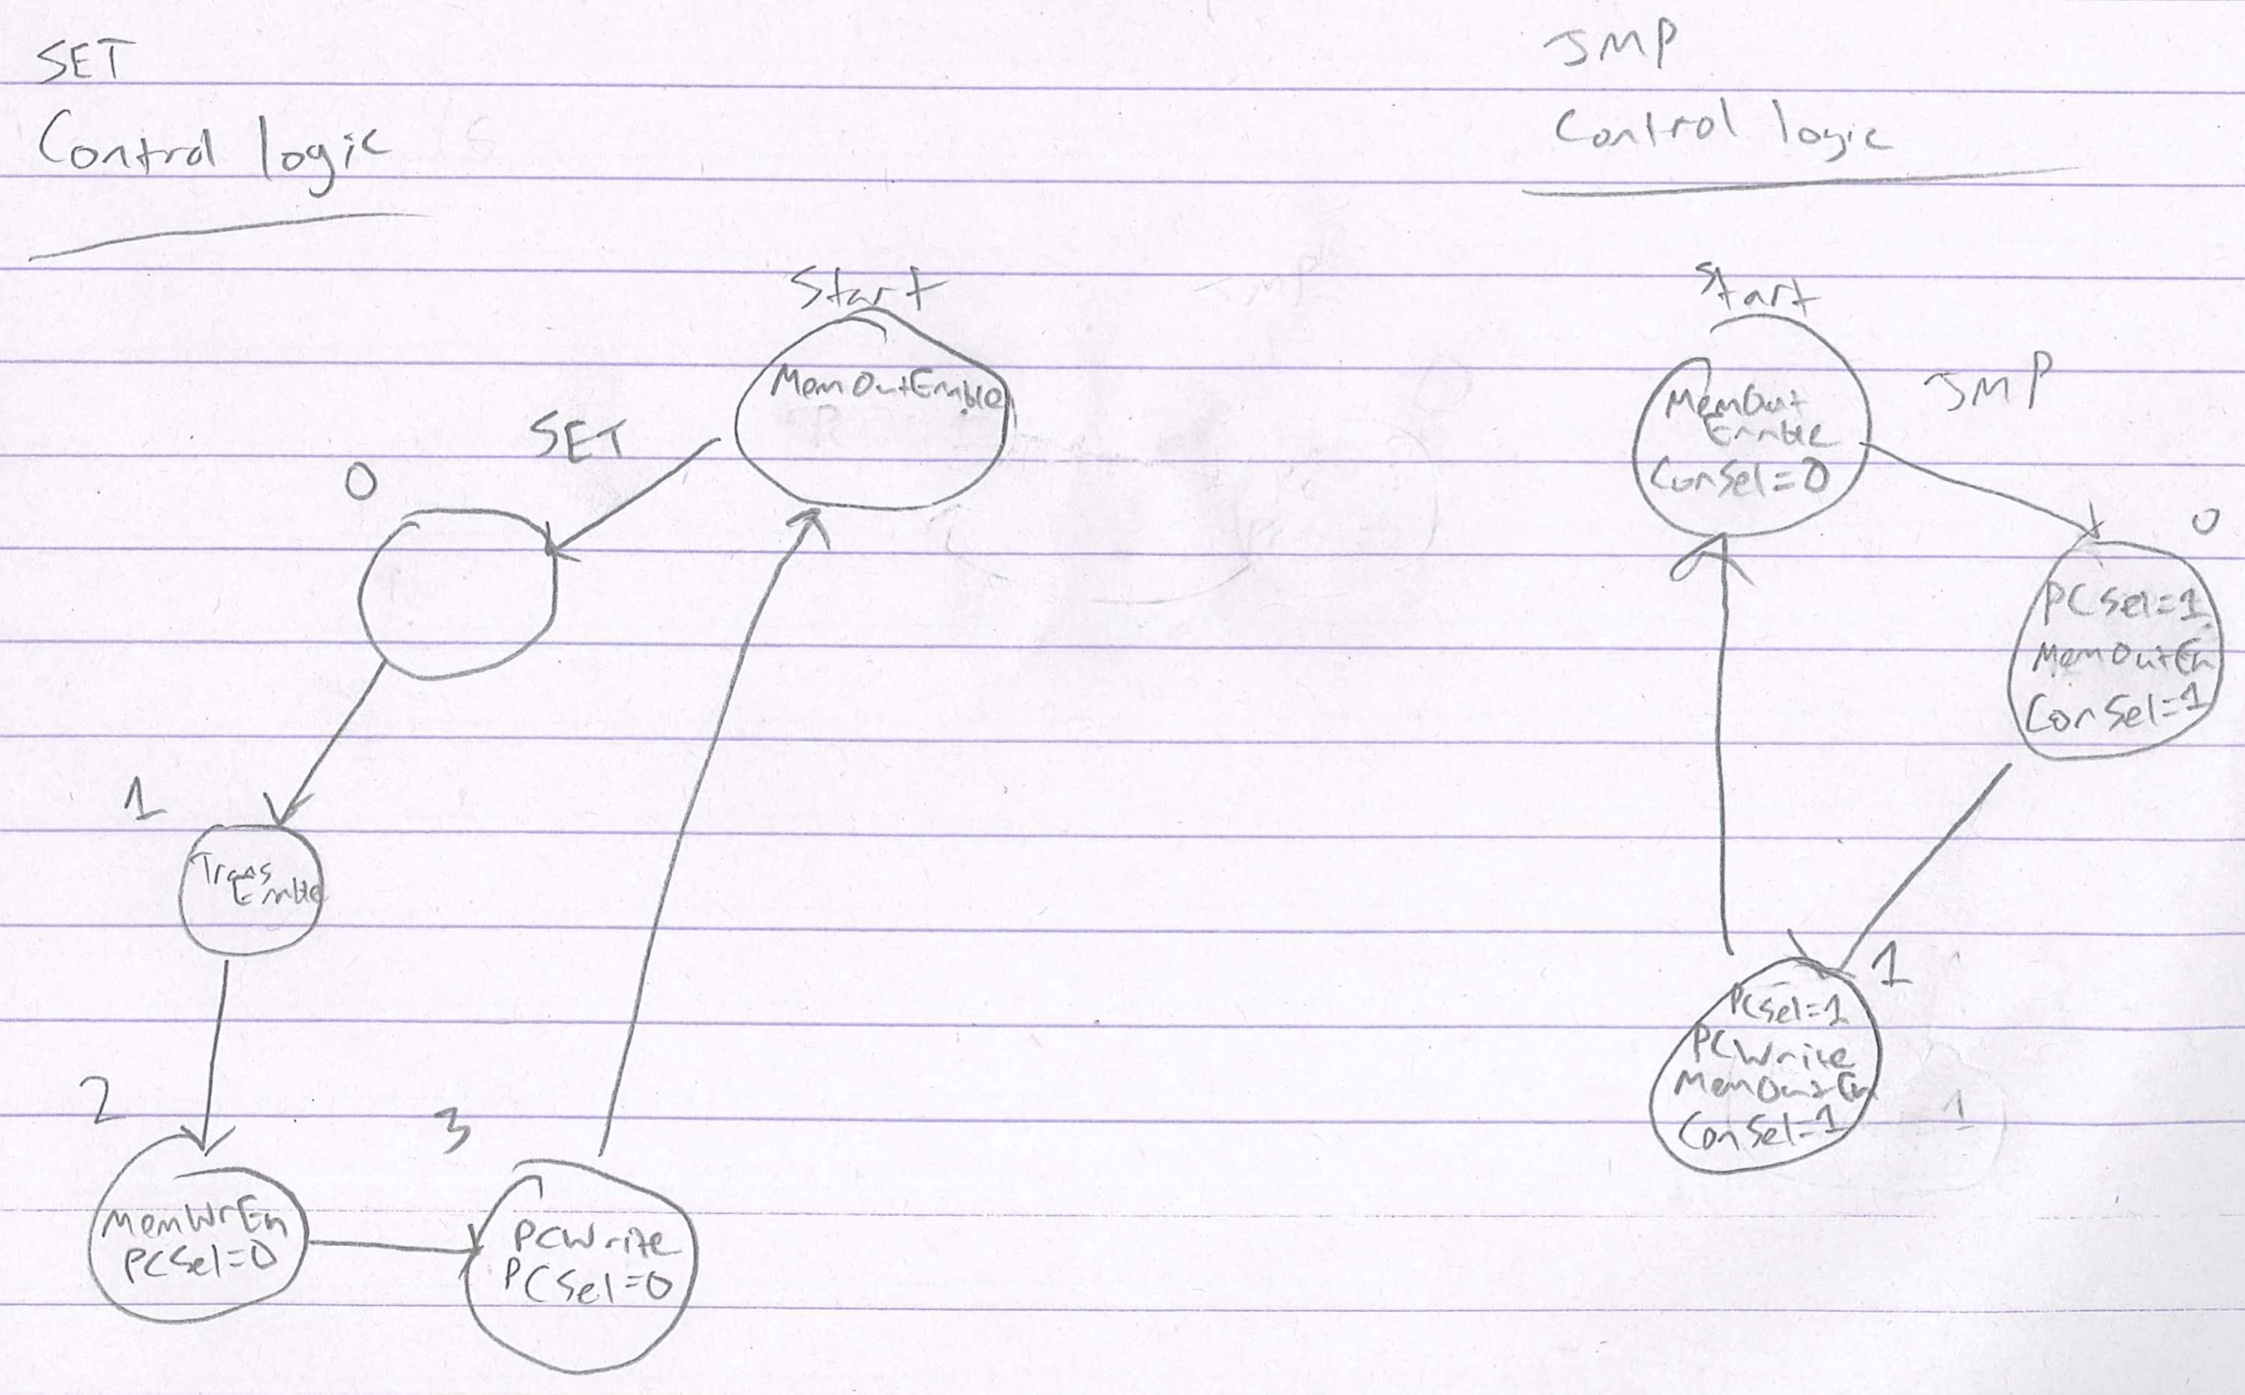 SET
Control logic
Start
MemOutEnable
SET
0
1
Trans
Enable
2
MemWrEn
PCSel=0
3
PCWrite
PCSel=0
JMP
Control logic
Start
MemOut
Enable
ConSel=0
JMP
0
PCSel=1
MemOutEn
ConSel=1
1
PCSel=1
PCWrite
MemOutEn
ConSel=1
1
JMP